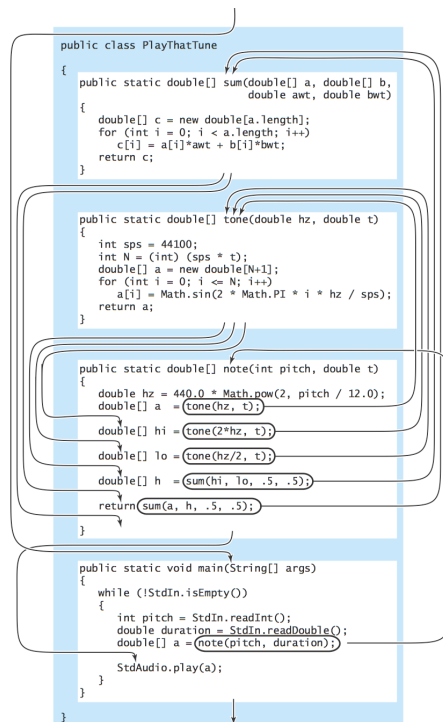 public class PlayThatTune
{
public static double[] sum(double[] a, double[] b,
double awt, double bwt)
{
double[] c = new double[a.length];
for (int i = 0; i < a.length; i++)
c[i] = a[i]*awt + b[i]*bwt;
return c;
}
public static double[] tone(double hz, double t)
{
int sps = 44100;
int N = (int) (sps * t);
double[] a = new double[N+1];
for (int i = 0; i <= N; i++)
a[i] = Math.sin(2 * Math.PI * i * hz / sps);
return a;
}
public static double[] note(int pitch, double t)
{
double hz = 440.0 * Math.pow(2, pitch / 12.0);
double[] a = tone(hz, t);
double[] hi = tone(2*hz, t);
double[] lo = tone(hz/2, t);
double[] h = sum(hi, lo, .5, .5);
return sum(a, h, .5, .5);
}
public static void main(String[] args)
{
while (!StdIn.isEmpty())
{
int pitch = StdIn.readInt();
double duration = StdIn.readDouble();
double[] a = note(pitch, duration);
StdAudio.play(a);
}
}
}